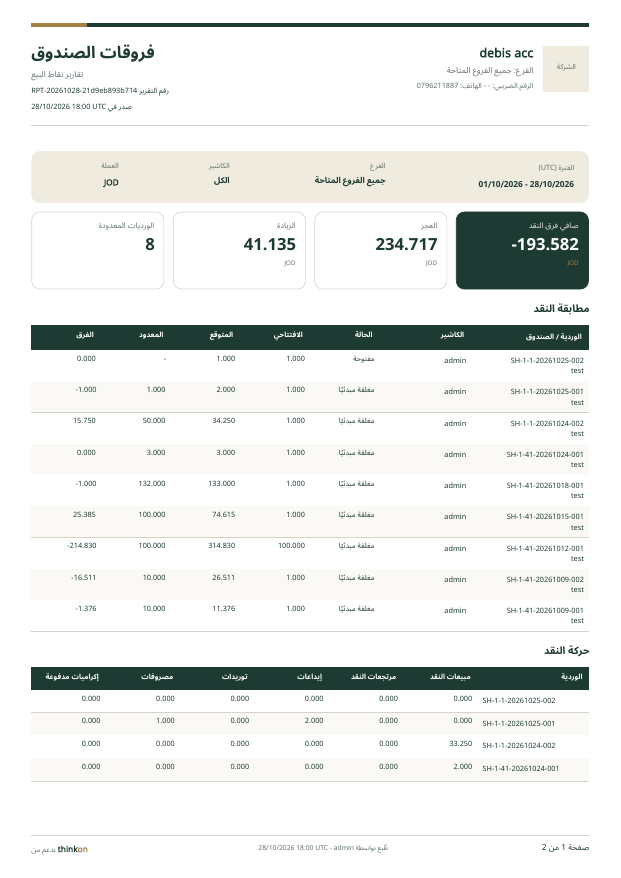 debis acc
الفرع: جميع الفروع المتاحة
الرقم الضريبي: - - الهاتف: 0796211887
الشركة
فروقات الصندوق
تقارير نقاط البيع
رقم التقرير RPT-20261028-21d9eb893b714
صدر في 28/10/2026 18:00 UTC
الفترة (UTC) الفرع الكاشير العملة
01/10/2026 - 28/10/2026 جميع الفروع المتاحة الكل JOD
صافي فرق النقد العجز الزيادة الورديات المعدودة
-193.582 234.717 41.135 8
JOD JOD JOD
مطابقة النقد
الوردية / الصندوق الكاشير الحالة الافتتاحي المتوقع المعدود الفرق
SH-1-1-20261025-002 admin مفتوحة 1.000 1.000 - 0.000
test
SH-1-1-20261025-001 admin مغلقة مبدئيًا 1.000 2.000 1.000 -1.000
test
SH-1-1-20261024-002 admin مغلقة مبدئيًا 1.000 34.250 50.000 15.750
test
SH-1-41-20261024-001 admin مغلقة مبدئيًا 1.000 3.000 3.000 0.000
test
SH-1-41-20261018-001 admin مغلقة مبدئيًا 1.000 133.000 132.000 -1.000
test
SH-1-41-20261015-001 admin مغلقة مبدئيًا 1.000 74.615 100.000 25.385
test
SH-1-41-20261012-001 admin مغلقة مبدئيًا 100.000 314.830 100.000 -214.830
test
SH-1-41-20261009-002 admin مغلقة مبدئيًا 1.000 26.511 10.000 -16.511
test
SH-1-41-20261009-001 admin مغلقة مبدئيًا 1.000 11.376 10.000 -1.376
test
حركة النقد
الوردية مبيعات النقد مرتجعات النقد إيداعات توريدات مصروفات إكراميات مدفوعة
SH-1-1-20261025-002 0.000 0.000 0.000 0.000 0.000 0.000
SH-1-1-20261025-001 0.000 0.000 2.000 0.000 1.000 0.000
SH-1-1-20261024-002 33.250 0.000 0.000 0.000 0.000 0.000
SH-1-41-20261024-001 2.000 0.000 0.000 0.000 0.000 0.000
صفحة 1 من 2
طُبع بواسطة admin - 28/10/2026 18:00 UTC
بدعم من thinkon